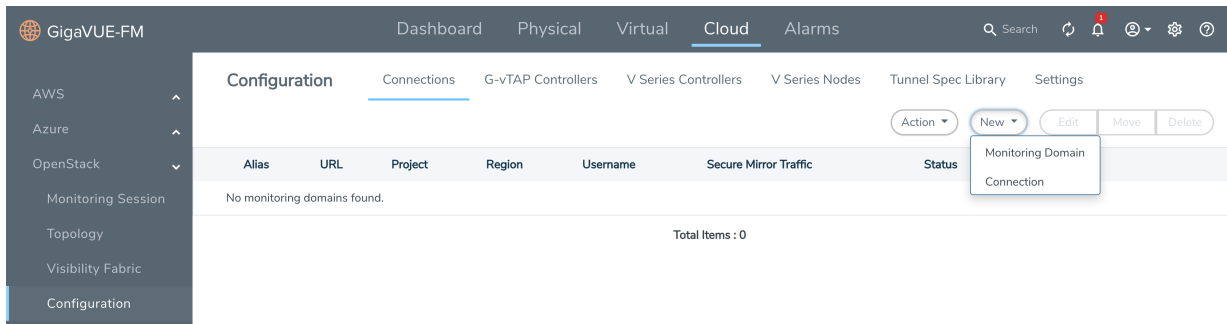 GigaVUE-FM
Dashboard Physical Virtual Cloud Alarms
Search
1
AWS
Azure
OpenStack
Monitoring Session
Topology
Visibility Fabric
Configuration
Configuration
Connections G-vTAP Controllers V Series Controllers V Series Nodes Tunnel Spec Library Settings
Action New Edit Move Delete
Monitoring Domain
Connection
Alias URL Project Region Username Secure Mirror Traffic Status
No monitoring domains found.
Total Items : 0